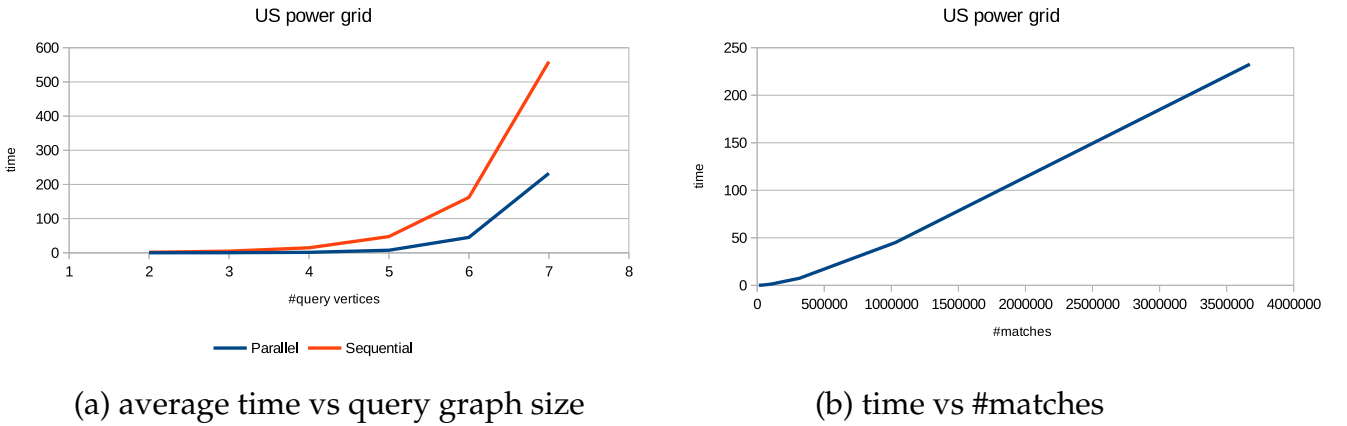 US power grid
600
500
400
300
200
100
0
time
1 2 3 4 5 6 7 8
#query vertices
Parallel Sequential
(a) average time vs query graph size
US power grid
250
200
150
100
50
0
time
0 500000 1000000 1500000 2000000 2500000 3000000 3500000 4000000
#matches
(b) time vs #matches